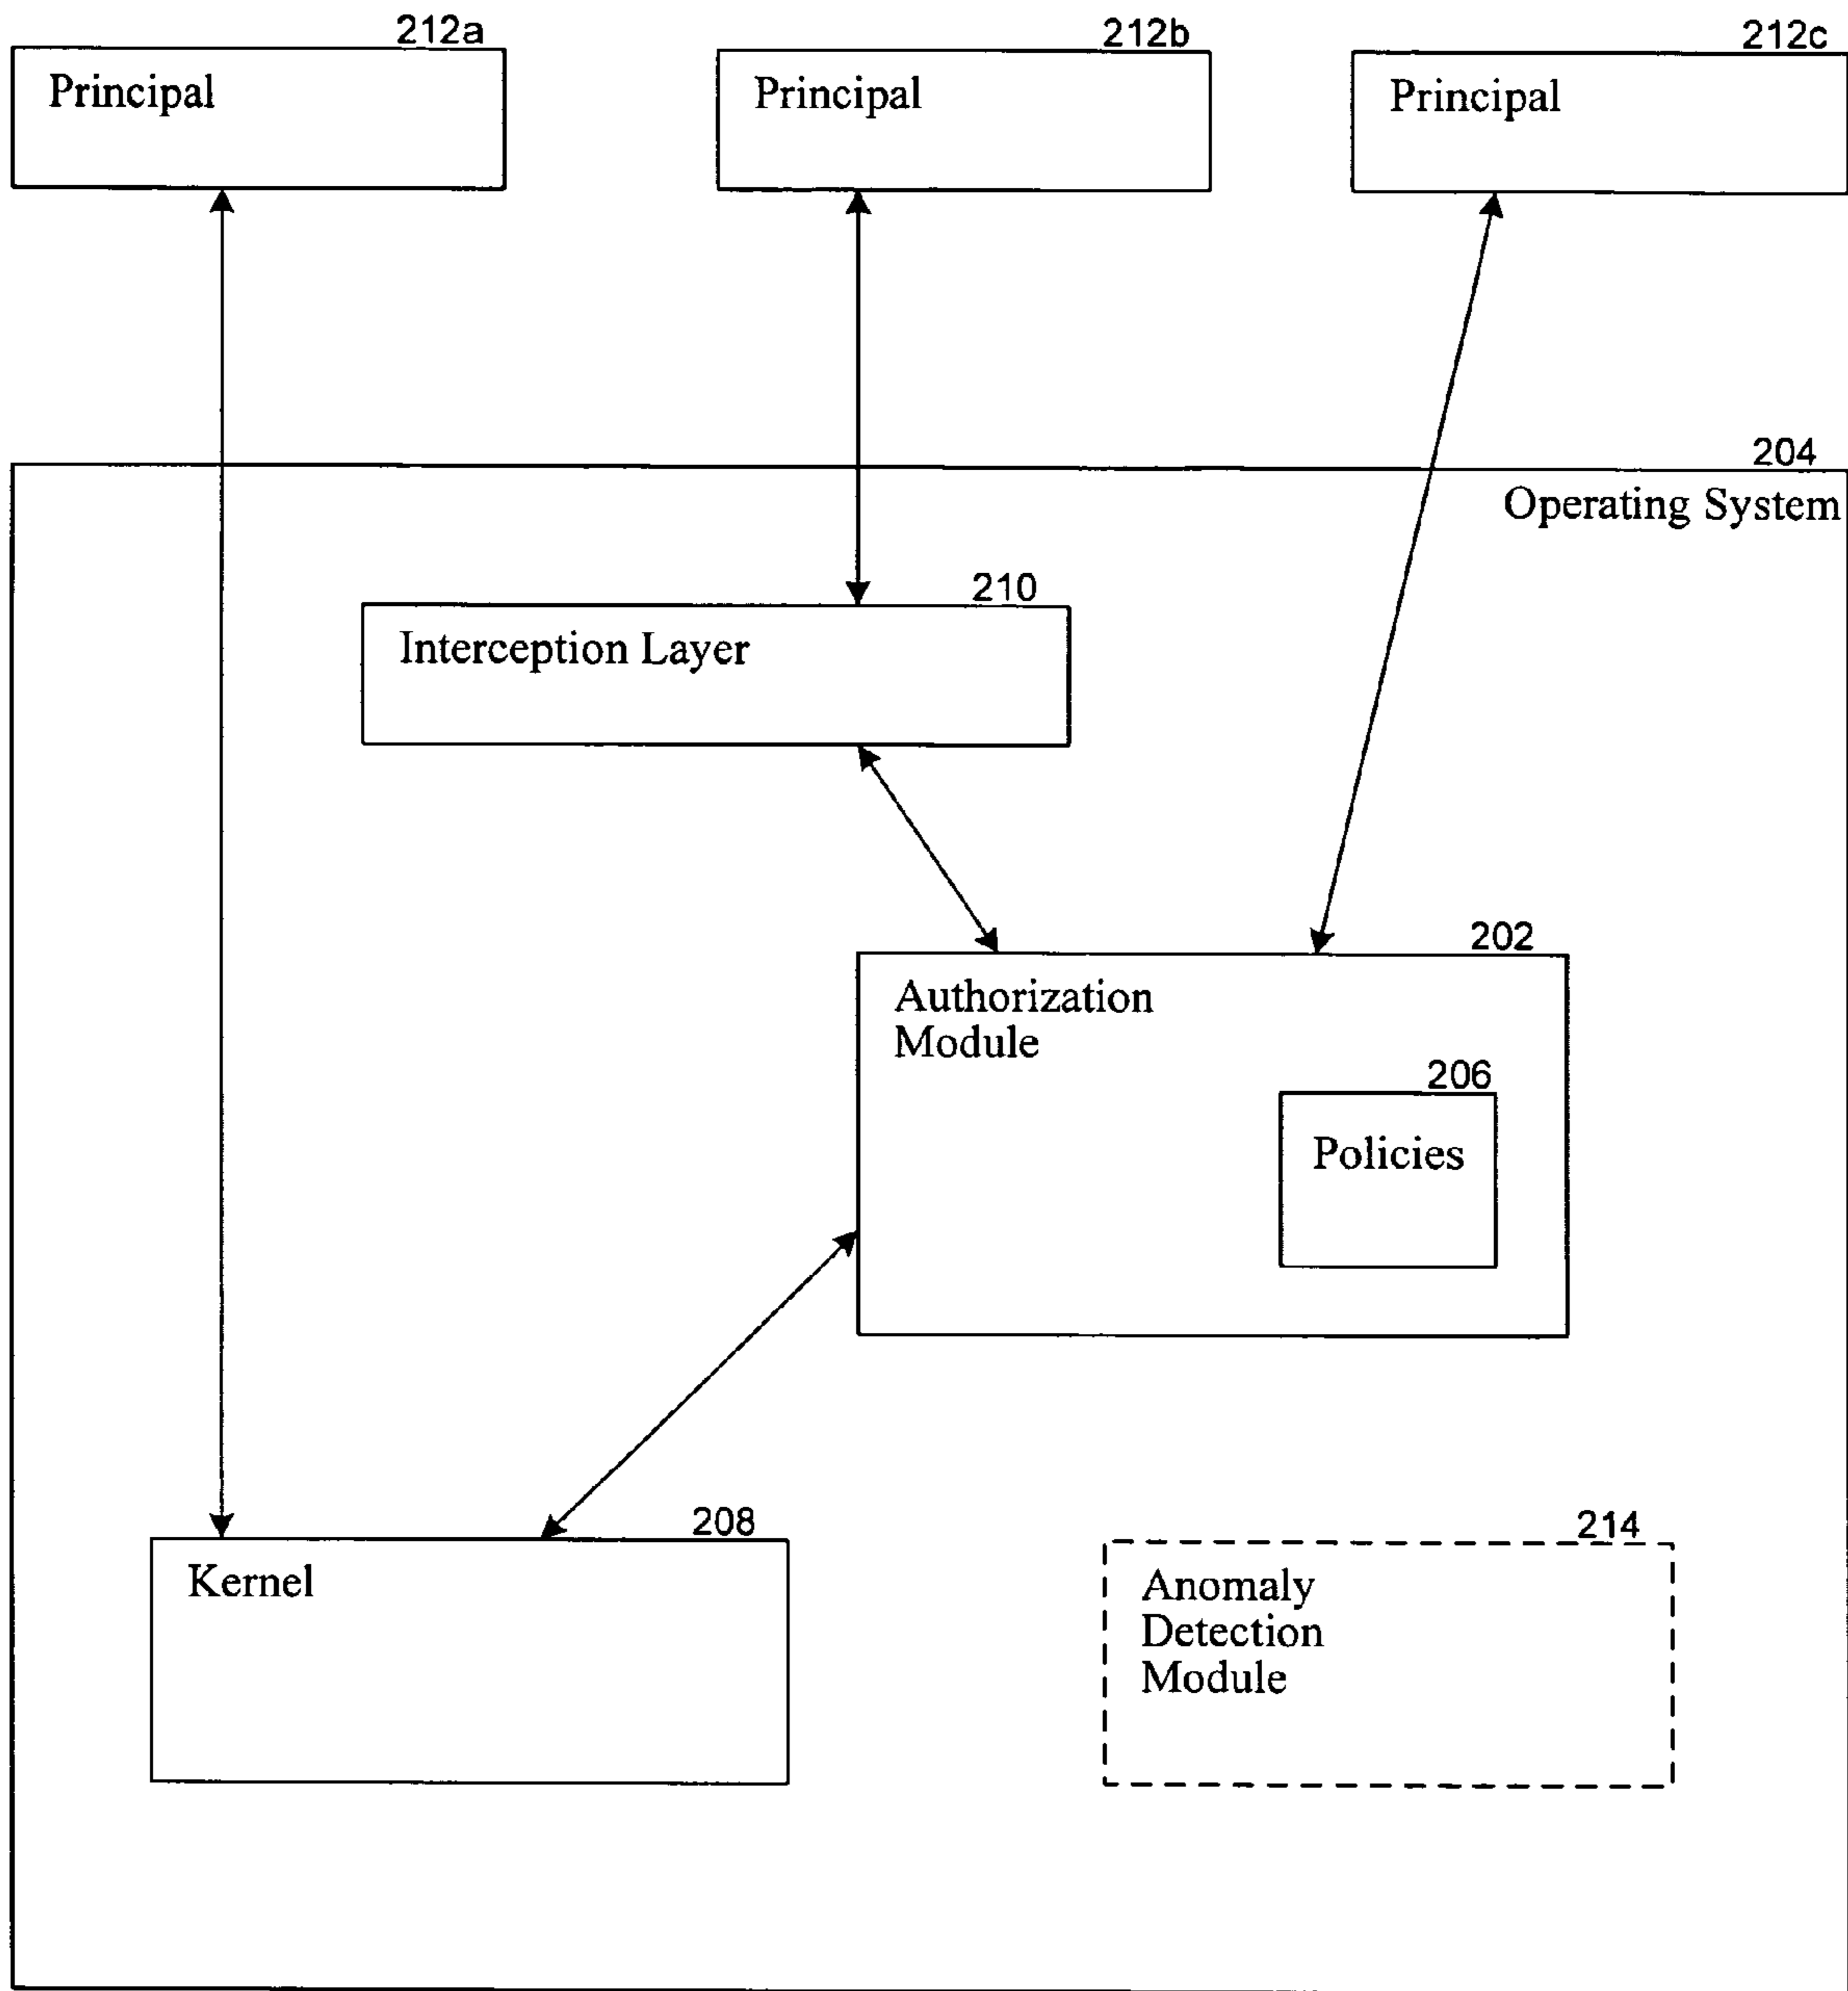 212a
Principal
212b
Principal
212c
Principal
204
Operating System
210
Interception Layer
202
Authorization
Module
206
Policies
208
Kernel
214
Anomaly
Detection
Module